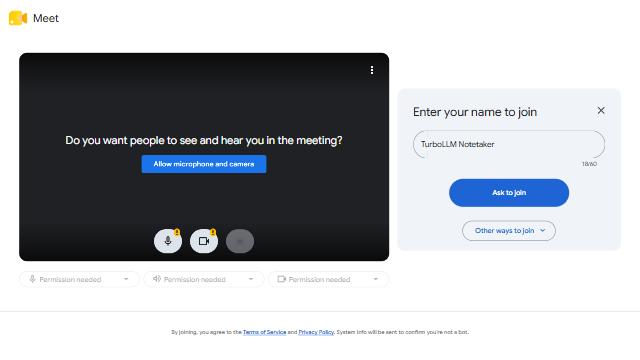 Meet
Do you want people to see and hear you in the meeting?
Allow microphone and camera
Permission needed
Permission needed
Permission needed
Enter your name to join
TurboLLM Notetaker
18/60
Ask to join
Other ways to join
By joining, you agree to the Terms of Service and Privacy Policy. System info will be sent to confirm you're not a bot.